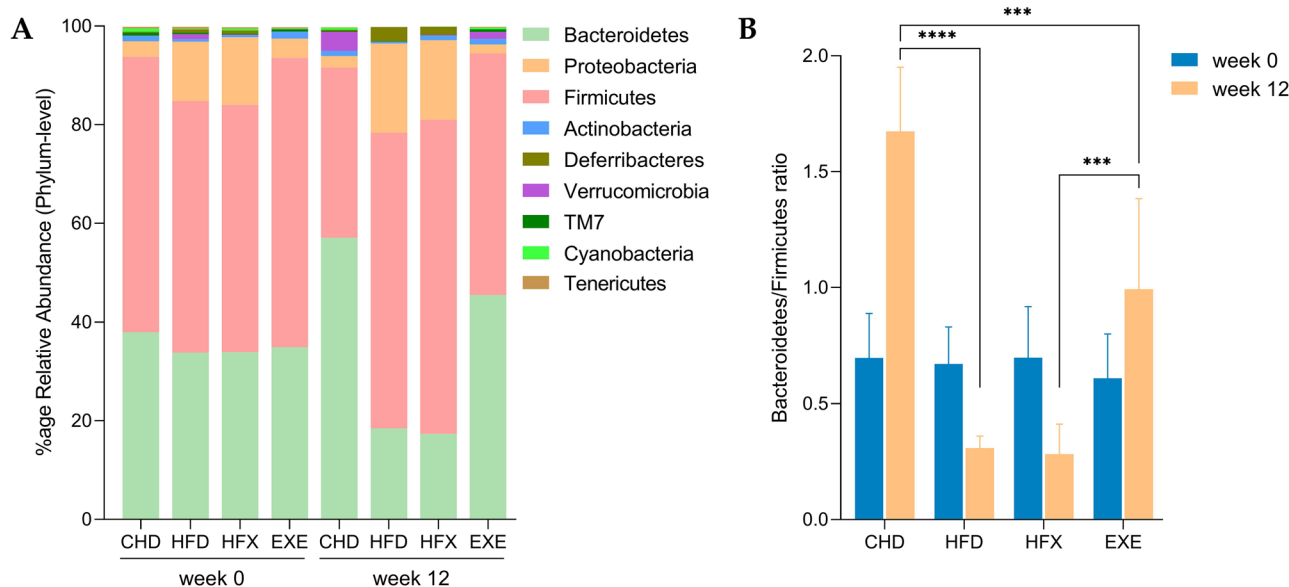 A
%age Relative Abundance (Phylum-level)
100
80
60
40
20
0
CHD HFD HFX EXE CHD HFD HFX EXE
week 0 week 12
Bacteroidetes
Proteobacteria
Firmicutes
Actinobacteria
Deferribacteres
Verrucomicrobia
TM7
Cyanobacteria
Tenericutes
B
Bacteroidetes/Firmicutes ratio
2.0
1.5
1.0
0.5
0.0
***
****
***
CHD HFD HFX EXE
week 0
week 12